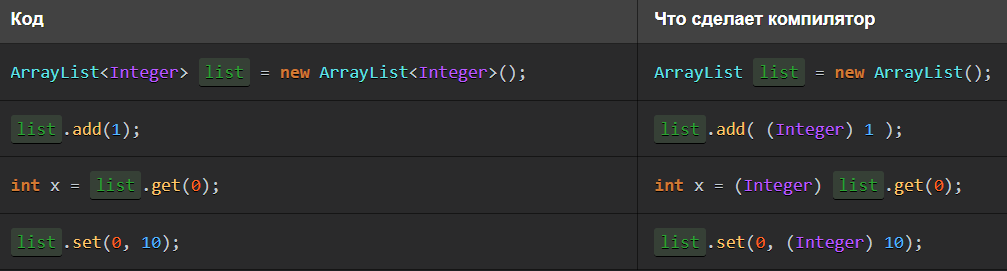 Код Что сделает компилятор
ArrayList<Integer> list = new ArrayList<Integer>(); ArrayList list = new ArrayList();
list.add(1); list.add( (Integer) 1 );
int x = list.get(0); int x = (Integer) list.get(0);
list.set(0, 10); list.set(0, (Integer) 10);